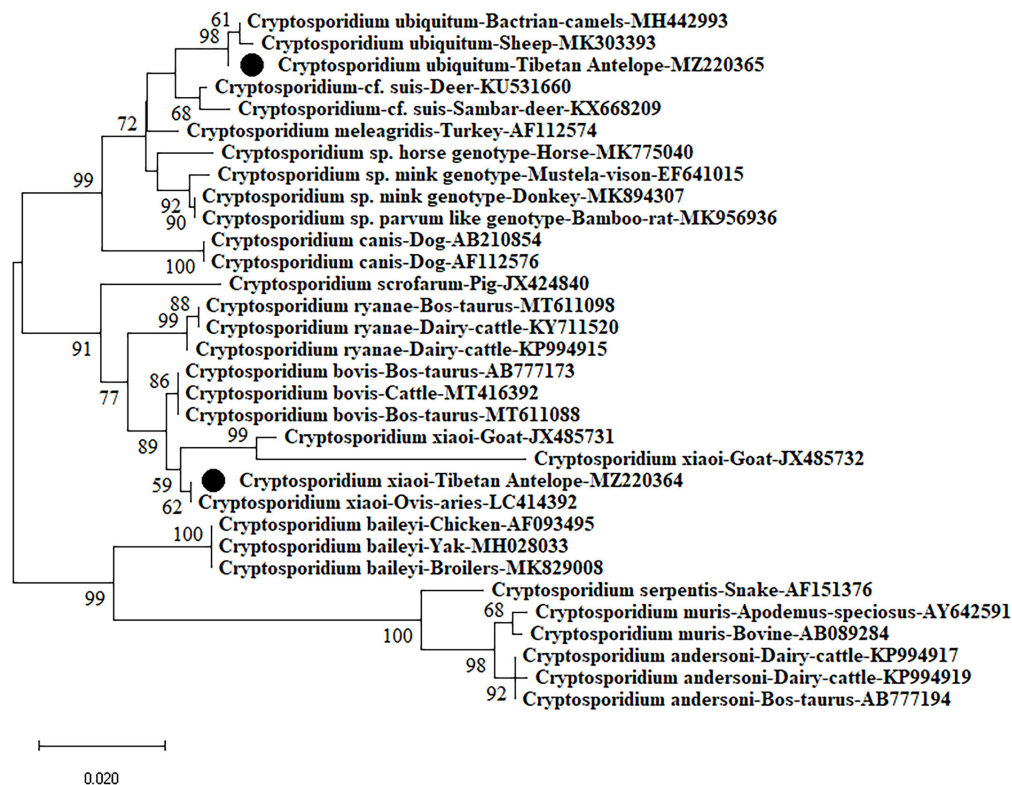 61
Cryptosporidium ubiquitum-Bactrian-camels-MH442993
98
Cryptosporidium ubiquitum-Sheep-MK303393
Cryptosporidium ubiquitum-Tibetan Antelope-MZ220365
Cryptosporidium-cf. suis-Deer-KU531660
68
Cryptosporidium-cf. suis-Sambar-deer-KX668209
72
Cryptosporidium meleagridis-Turkey-AF112574
Cryptosporidium sp. horse genotype-Horse-MK775040
99
Cryptosporidium sp. mink genotype-Mustela-vison-EF641015
Cryptosporidium sp. mink genotype-Donkey-MK894307
92
90
Cryptosporidium sp. parvum like genotype-Bamboo-rat-MK956936
Cryptosporidium canis-Dog-AB210854
100
Cryptosporidium canis-Dog-AF112576
Cryptosporidium scrofarum-Pig-JX424840
88
Cryptosporidium ryanae-Bos-taurus-MT611098
99
Cryptosporidium ryanae-Dairy-cattle-KY711520
91
Cryptosporidium ryanae-Dairy-cattle-KP994915
Cryptosporidium bovis-Bos-taurus-AB777173
86
Cryptosporidium bovis-Cattle-MT416392
77
Cryptosporidium bovis-Bos-taurus-MT611088
99
Cryptosporidium xiaoi-Goat-JX485731
89
Cryptosporidium xiaoi-Goat-JX485732
59
Cryptosporidium xiaoi-Tibetan Antelope-MZ220364
62
Cryptosporidium xiaoi-Ovis-aries-LC414392
Cryptosporidium baileyi-Chicken-AF093495
100
Cryptosporidium baileyi-Yak-MH028033
Cryptosporidium baileyi-Broilers-MK829008
99
Cryptosporidium serpentis-Snake-AF151376
68
Cryptosporidium muris-Apodemus-speciosus-AY642591
100
Cryptosporidium muris-Bovine-AB089284
Cryptosporidium andersoni-Dairy-cattle-KP994917
98
Cryptosporidium andersoni-Dairy-cattle-KP994919
92
Cryptosporidium andersoni-Bos-taurus-AB777194
0.020